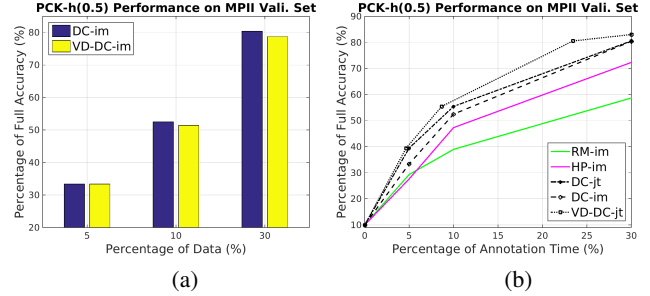 PCK-h(0.5) Performance on MPII Vali. Set
Percentage of Full Accuracy (%)
80
70
60
50
40
30
20
DC-im
VD-DC-im
5
10
30
Percentage of Data (%)
(a)
PCK-h(0.5) Performance on MPII Vali. Set
Percentage of Full Accuracy (%)
90
80
70
60
50
40
30
20
10
RM-im
HP-im
DC-jt
DC-im
VD-DC-jt
0
5
10
15
20
25
30
Percentage of Annotation Time (%)
(b)